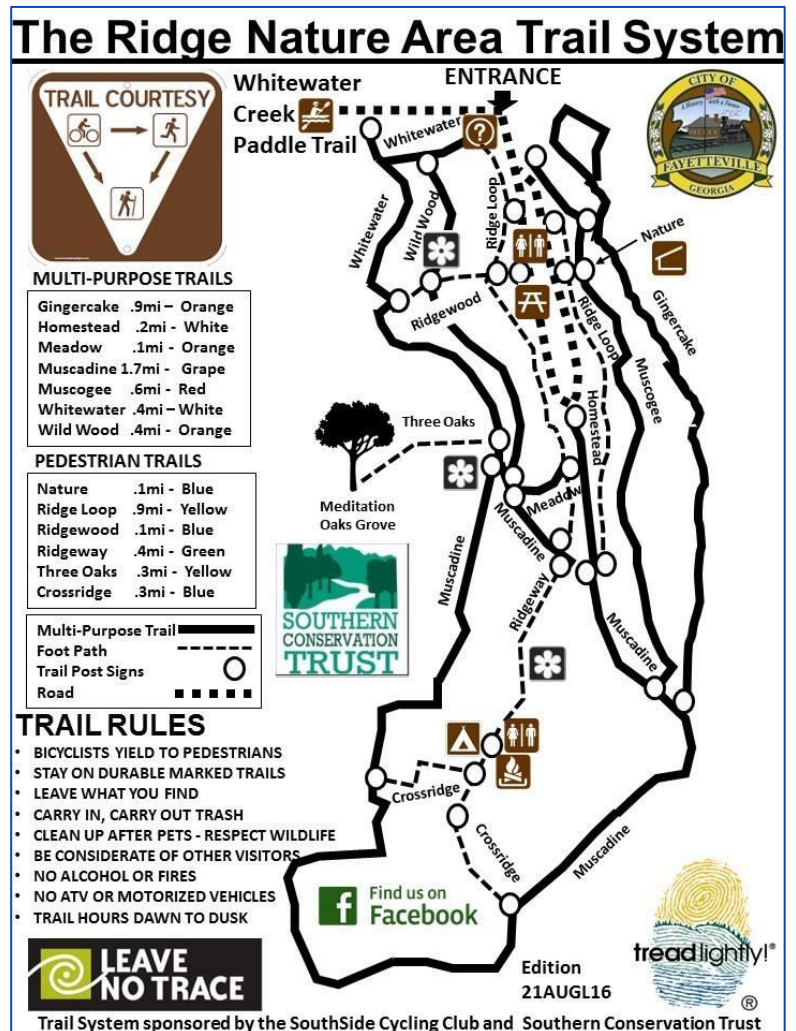 The Ridge Nature Area Trail System
TRAIL COURTESY
Whitewater
Creek
Paddle Trail
ENTRANCE
CITY OF
FAYETTEVILLE
GEORGIA
Whitewater
?
Whitewater
Wild Wood
Ridge Loop
Nature
Ridgewood
Ridge Loop
Gingercake
Muscogee
Homestead
Three Oaks
Meditation
Oaks Grove
Meadow
Muscadine
Muscadine
Ridgeway
Muscadine
Crossridge
Crossridge
Muscadine
MULTI-PURPOSE TRAILS
Gingercake .9mi – Orange
Homestead .2mi - White
Meadow .1mi - Orange
Muscadine 1.7mi - Grape
Muscogee .6mi - Red
Whitewater .4mi – White
Wild Wood .4mi - Orange
PEDESTRIAN TRAILS
Nature .1mi - Blue
Ridge Loop .9mi - Yellow
Ridgewood .1mi - Blue
Ridgeway .4mi - Green
Three Oaks .3mi - Yellow
Crossridge .3mi - Blue
Multi-Purpose Trail
Foot Path
Trail Post Signs
Road
SOUTHERN
CONSERVATION
TRUST
TRAIL RULES
• BICYCLISTS YIELD TO PEDESTRIANS
• STAY ON DURABLE MARKED TRAILS
• LEAVE WHAT YOU FIND
• CARRY IN, CARRY OUT TRASH
• CLEAN UP AFTER PETS - RESPECT WILDLIFE
• BE CONSIDERATE OF OTHER VISITORS
• NO ALCOHOL OR FIRES
• NO ATV OR MOTORIZED VEHICLES
• TRAIL HOURS DAWN TO DUSK
f Find us on
Facebook
LEAVE
NO TRACE
Edition
21AUGL16
treadlightly!®
®
Trail System sponsored by the SouthSide Cycling Club and Southern Conservation Trust